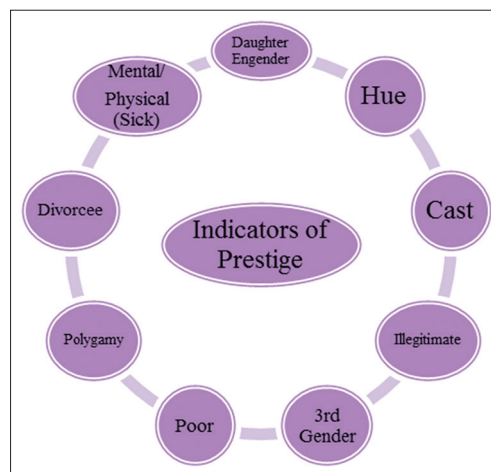 Daughter
Engender
Hue
Cast
Illegitimate
3rd
Gender
Poor
Polygamy
Divorcee
Mental/
Physical
(Sick)
Indicators of
Prestige